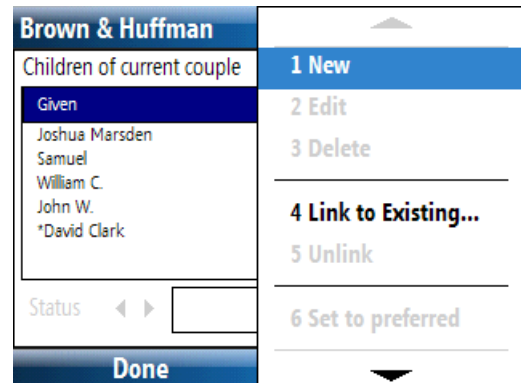 Brown & Huffman
Children of current couple
Given
Joshua Marsden
Samuel
William C.
John W.
*David Clark
Status
Done
1 New
2 Edit
3 Delete
4 Link to Existing...
5 Unlink
6 Set to preferred